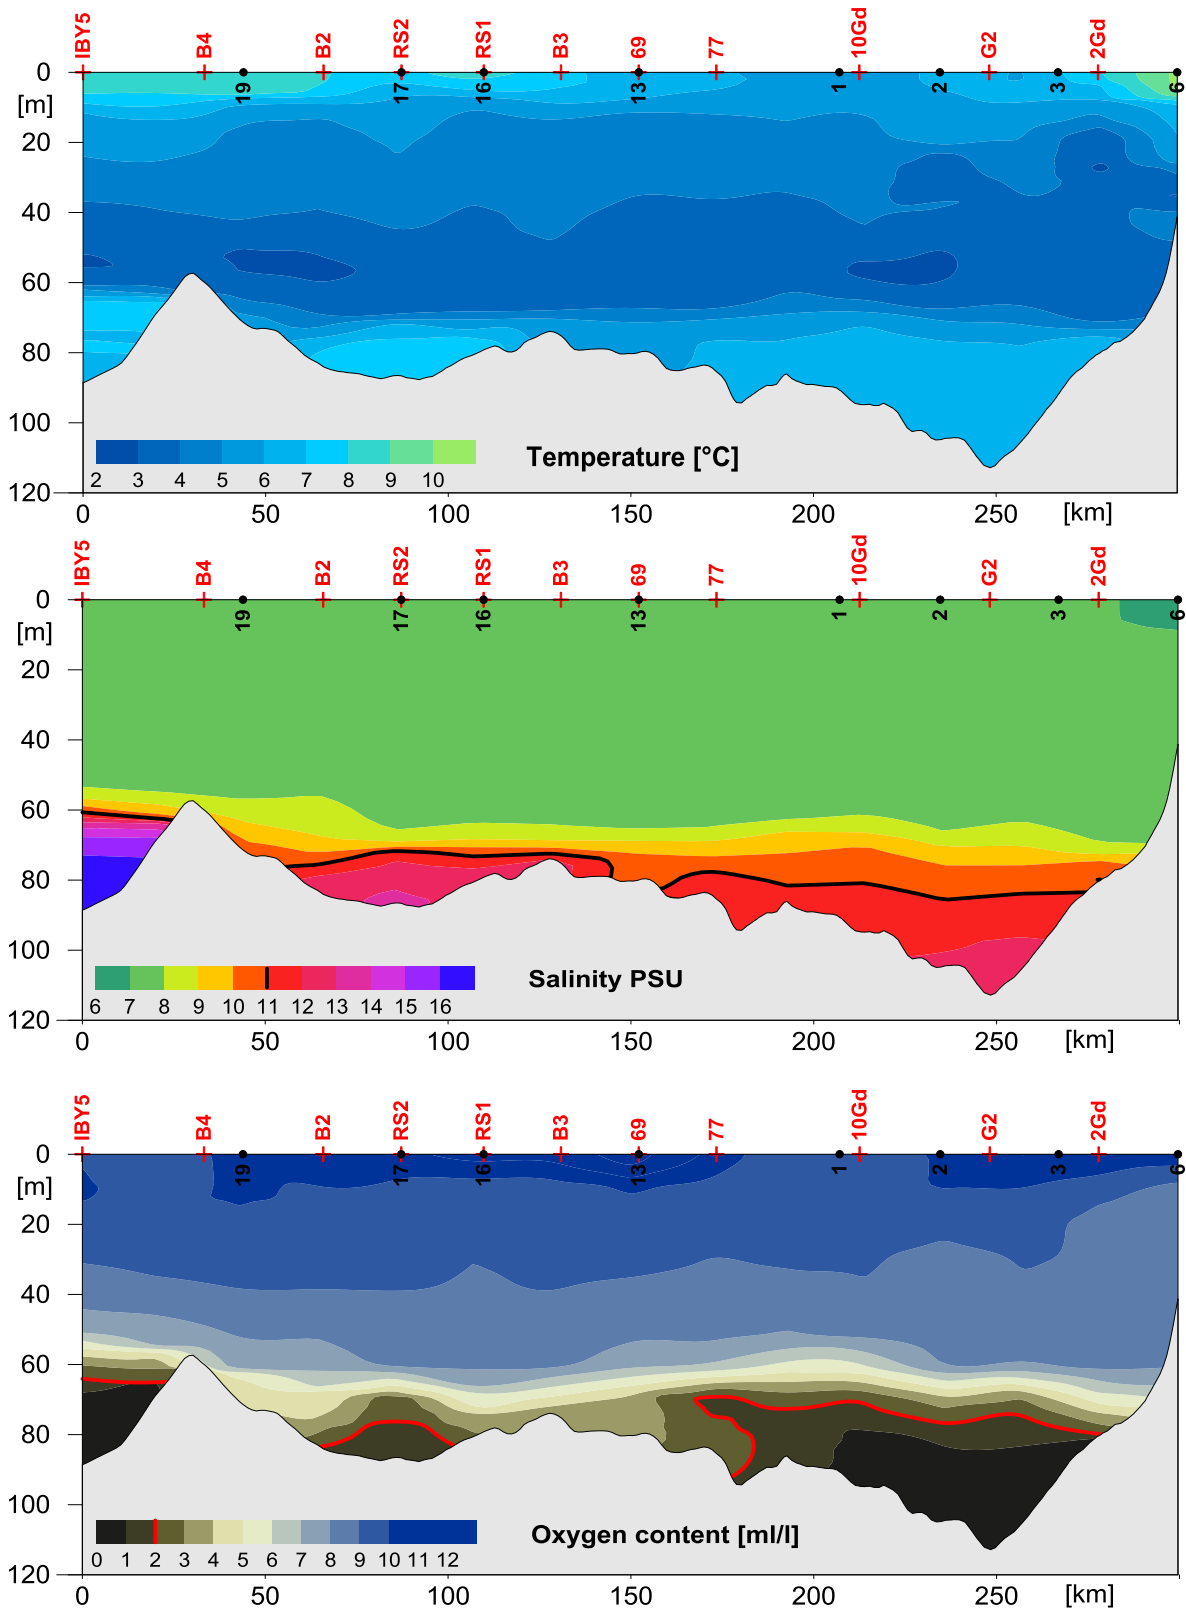 IBY5 B4 B2 RS2 RS1 B3 69 77 10Gd G2 2Gd
0
[m]
19 17 16 13 1 2 3 6
20
40
60
80
100
2 3 4 5 6 7 8 9 10
Temperature [°C]
120
0 50 100 150 200 250 [km]
IBY5 B4 B2 RS2 RS1 B3 69 77 10Gd G2 2Gd
0
[m]
19 17 16 13 1 2 3 6
20
40
60
80
100
6 7 8 9 10 11 12 13 14 15 16
Salinity PSU
120
0 50 100 150 200 250 [km]
IBY5 B4 B2 RS2 RS1 B3 69 77 10Gd G2 2Gd
0
[m]
19 17 16 13 1 2 3 6
20
40
60
80
100
0 1 2 3 4 5 6 7 8 9 10 11 12
Oxygen content [ml/l]
120
0 50 100 150 200 250 [km]